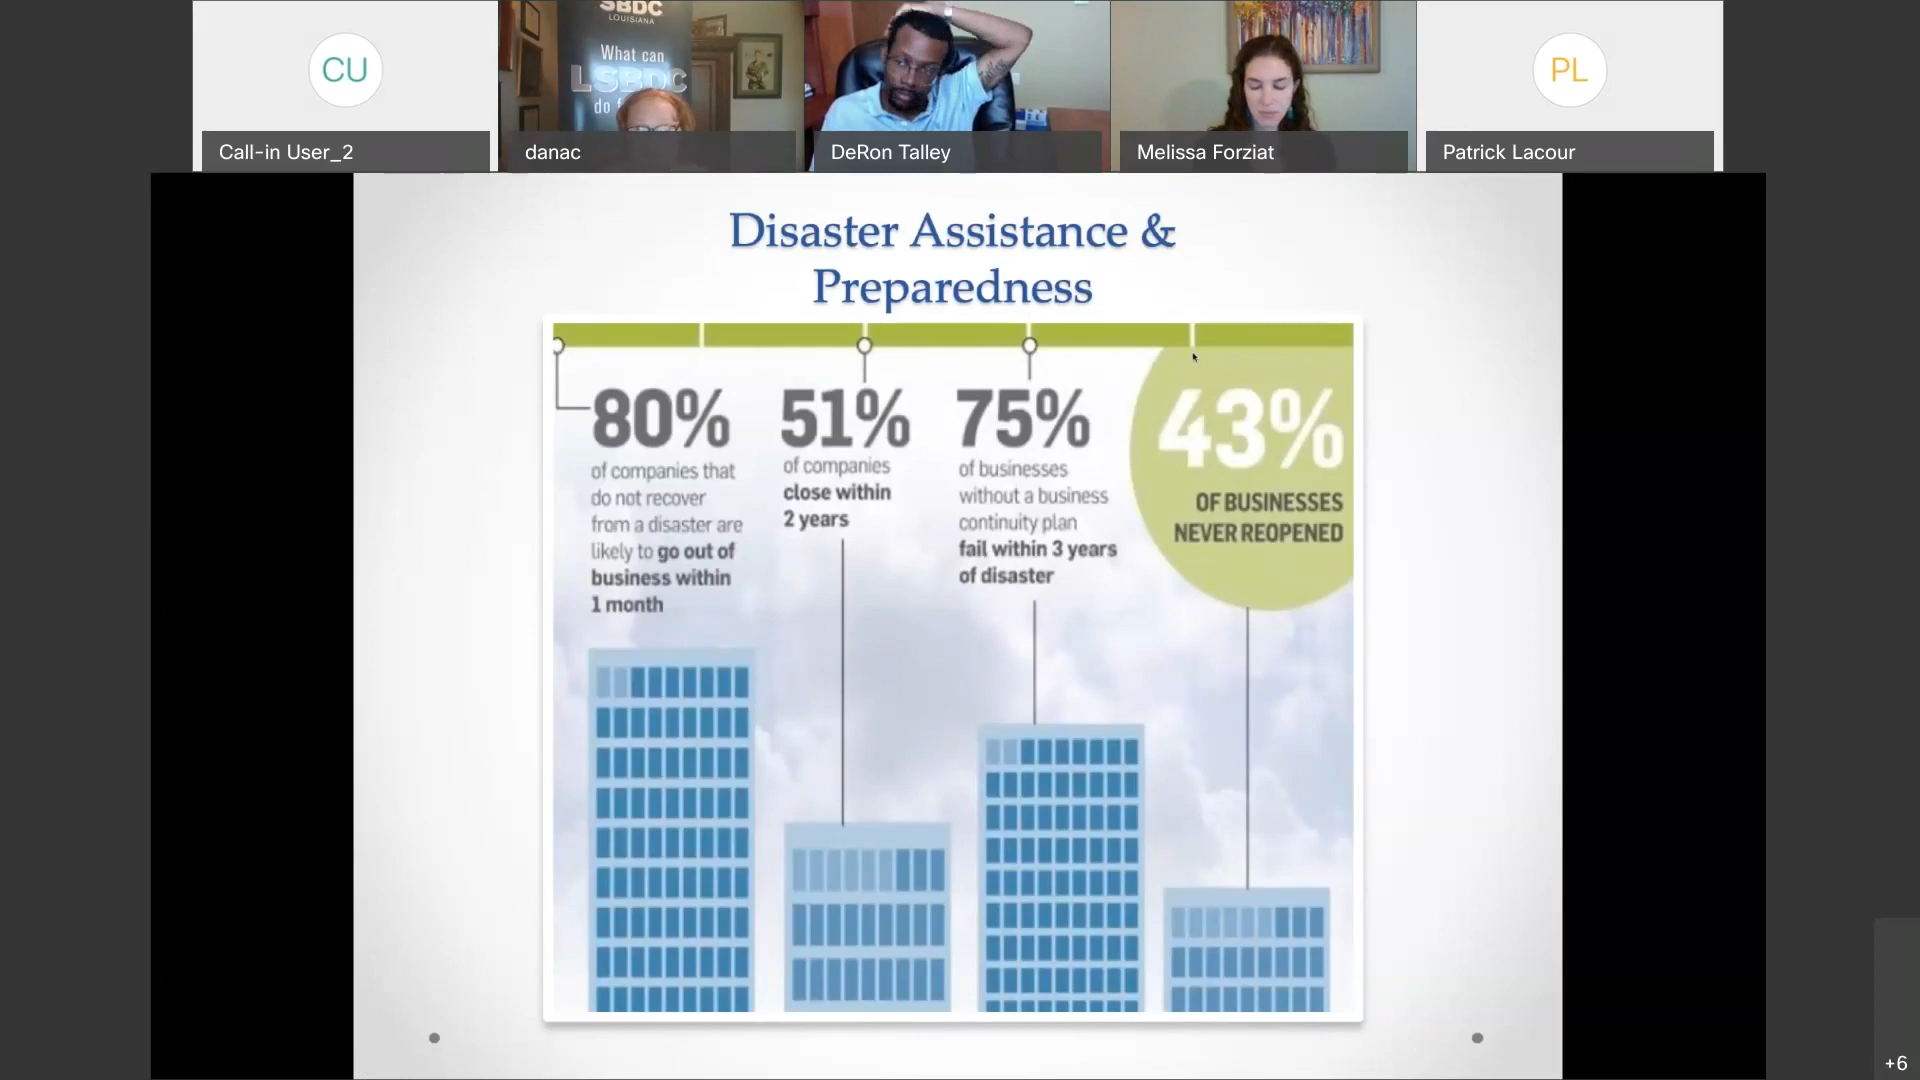 CU
SBDC
LOUISIANA
What can
LSBDC
PL
Call-in User_2
danac
DeRon Talley
Melissa Forziat
Patrick Lacour
Disaster Assistance &
Preparedness
80%
of companies that
do not recover
from a disaster are
likely to go out of
business within
1 month
51%
of companies
close within
2 years
75%
of businesses
without a business
continuity plan
fail within 3 years
of disaster
43%
OF BUSINESSES
NEVER REOPENED
+6